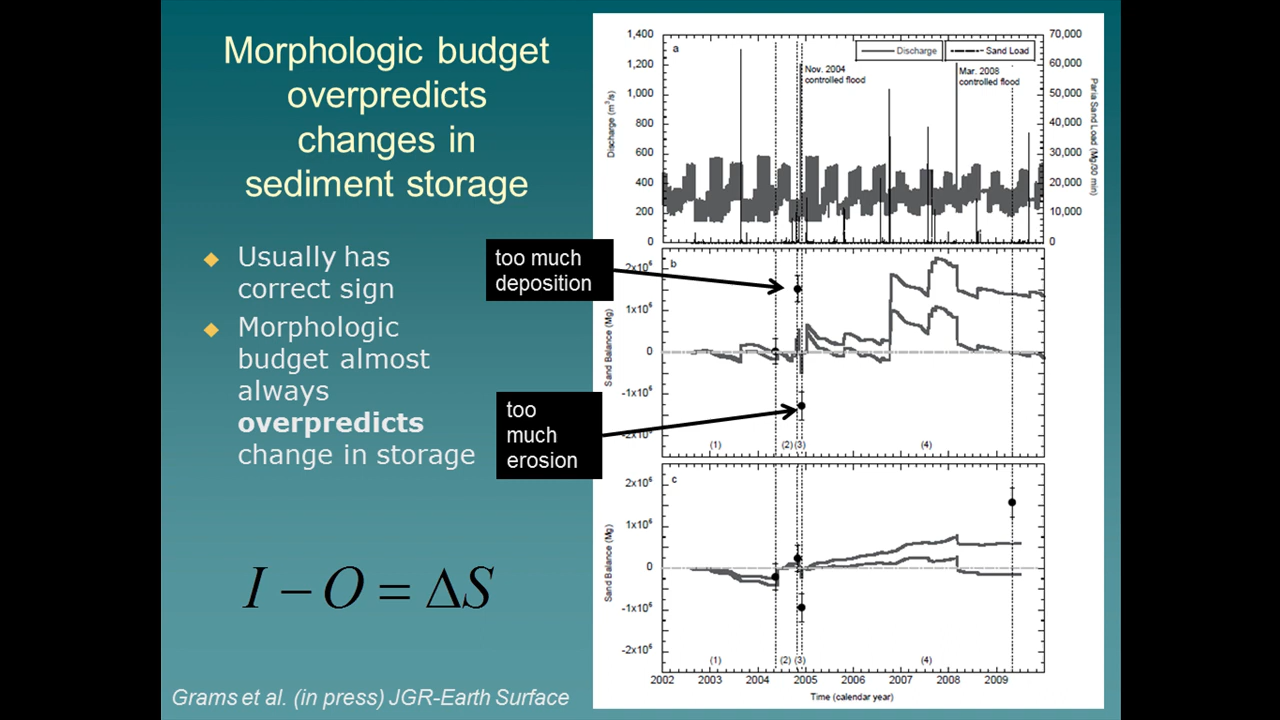 Morphologic budget
overpredicts
changes in
sediment storage
Usually has
correct sign
Morphologic
budget almost
always
overpredicts
change in storage
I − O = ΔS
Grams et al. (in press) JGR-Earth Surface
too much
deposition
too
much
erosion
a
Discharge
Sand Load
Nov. 2004
controlled flood
Mar. 2008
controlled flood
1,400
1,200
1,000
800
600
400
200
0
Discharge (m³/s)
70,000
60,000
50,000
40,000
30,000
20,000
10,000
0
Paria Sand Load (Mg/30 min)
b
2x10⁶
1x10⁶
0
-1x10⁶
-2x10⁶
Sand Balance (Mg)
(1) (2) (3) (4)
c
2x10⁶
1x10⁶
0
-1x10⁶
-2x10⁶
Sand Balance (Mg)
(1) (2) (3) (4)
2002 2003 2004 2005 2006 2007 2008 2009
Time (calendar year)